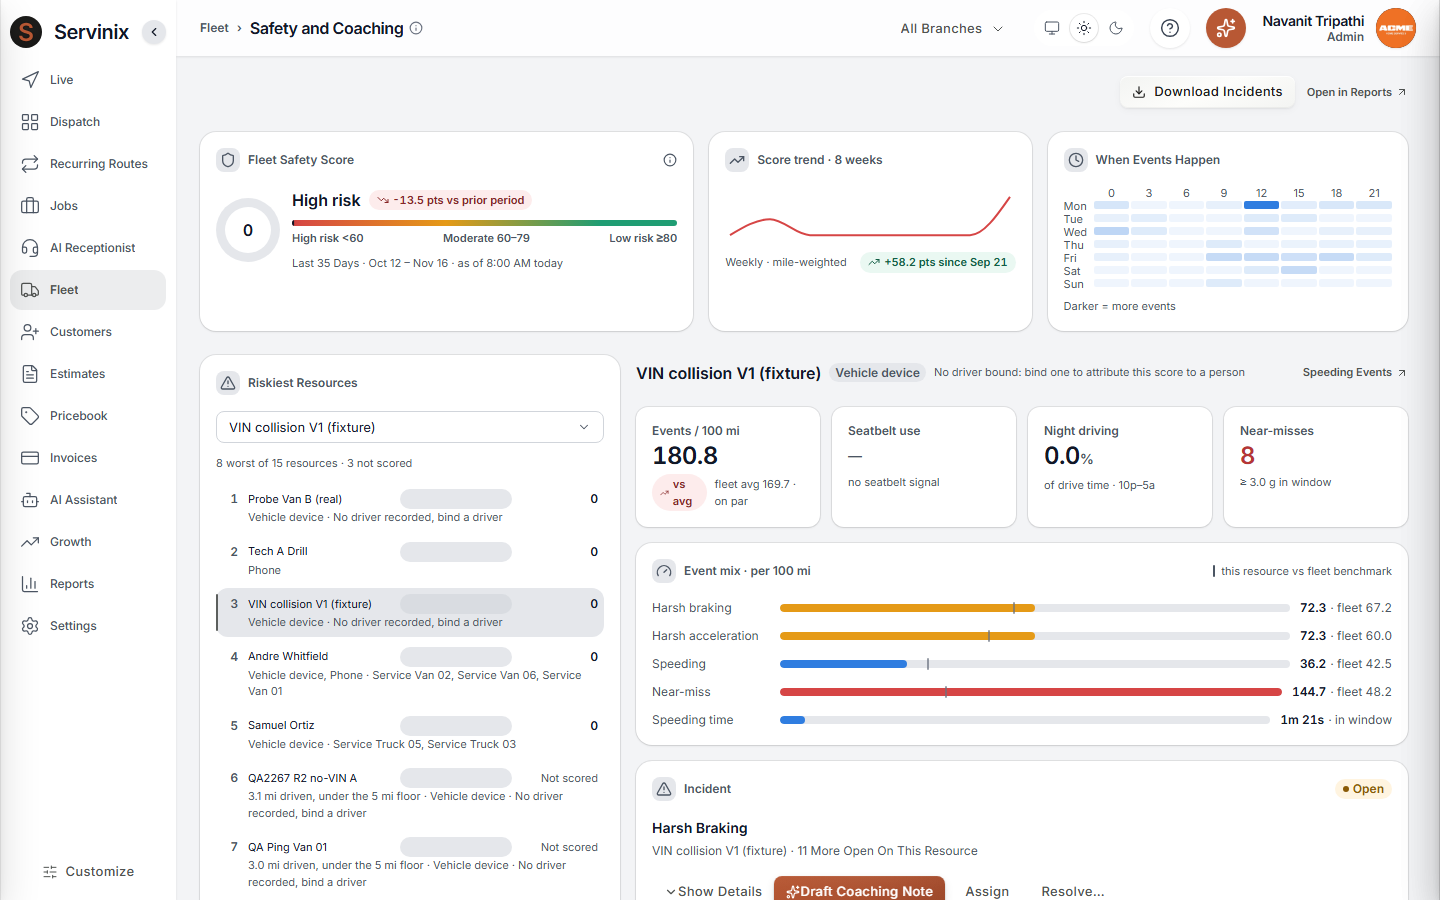 S Servinix
Live
Dispatch
Recurring Routes
Jobs
AI Receptionist
Fleet
Customers
Estimates
Pricebook
Invoices
AI Assistant
Growth
Reports
Settings
Customize
Fleet › Safety and Coaching
All Branches
Navanit Tripathi
Admin
ACME
Download Incidents
Open in Reports
Fleet Safety Score
0
High risk
-13.5 pts vs prior period
High risk <60
Moderate 60–79
Low risk ≥80
Last 35 Days · Oct 12 – Nov 16 · as of 8:00 AM today
Score trend · 8 weeks
Weekly · mile-weighted
+58.2 pts since Sep 21
When Events Happen
0 3 6 9 12 15 18 21
Mon
Tue
Wed
Thu
Fri
Sat
Sun
Darker = more events
Riskiest Resources
VIN collision V1 (fixture)
8 worst of 15 resources · 3 not scored
1 Probe Van B (real) 0
Vehicle device · No driver recorded, bind a driver
2 Tech A Drill 0
Phone
3 VIN collision V1 (fixture) 0
Vehicle device · No driver recorded, bind a driver
4 Andre Whitfield 0
Vehicle device, Phone · Service Van 02, Service Van 06, Service
Van 01
5 Samuel Ortiz 0
Vehicle device · Service Truck 05, Service Truck 03
6 QA2267 R2 no-VIN A Not scored
3.1 mi driven, under the 5 mi floor · Vehicle device · No driver
recorded, bind a driver
7 QA Ping Van 01 Not scored
3.0 mi driven, under the 5 mi floor · Vehicle device · No driver
recorded, bind a driver
VIN collision V1 (fixture) Vehicle device No driver bound: bind one to attribute this score to a person
Speeding Events
Events / 100 mi
180.8
vs avg
fleet avg 169.7 · on par
Seatbelt use
—
no seatbelt signal
Night driving
0.0%
of drive time · 10p–5a
Near-misses
8
≥ 3.0 g in window
Event mix · per 100 mi
this resource vs fleet benchmark
Harsh braking 72.3 · fleet 67.2
Harsh acceleration 72.3 · fleet 60.0
Speeding 36.2 · fleet 42.5
Near-miss 144.7 · fleet 48.2
Speeding time 1m 21s · in window
Incident
Open
Harsh Braking
VIN collision V1 (fixture) · 11 More Open On This Resource
Show Details
Draft Coaching Note
Assign
Resolve...